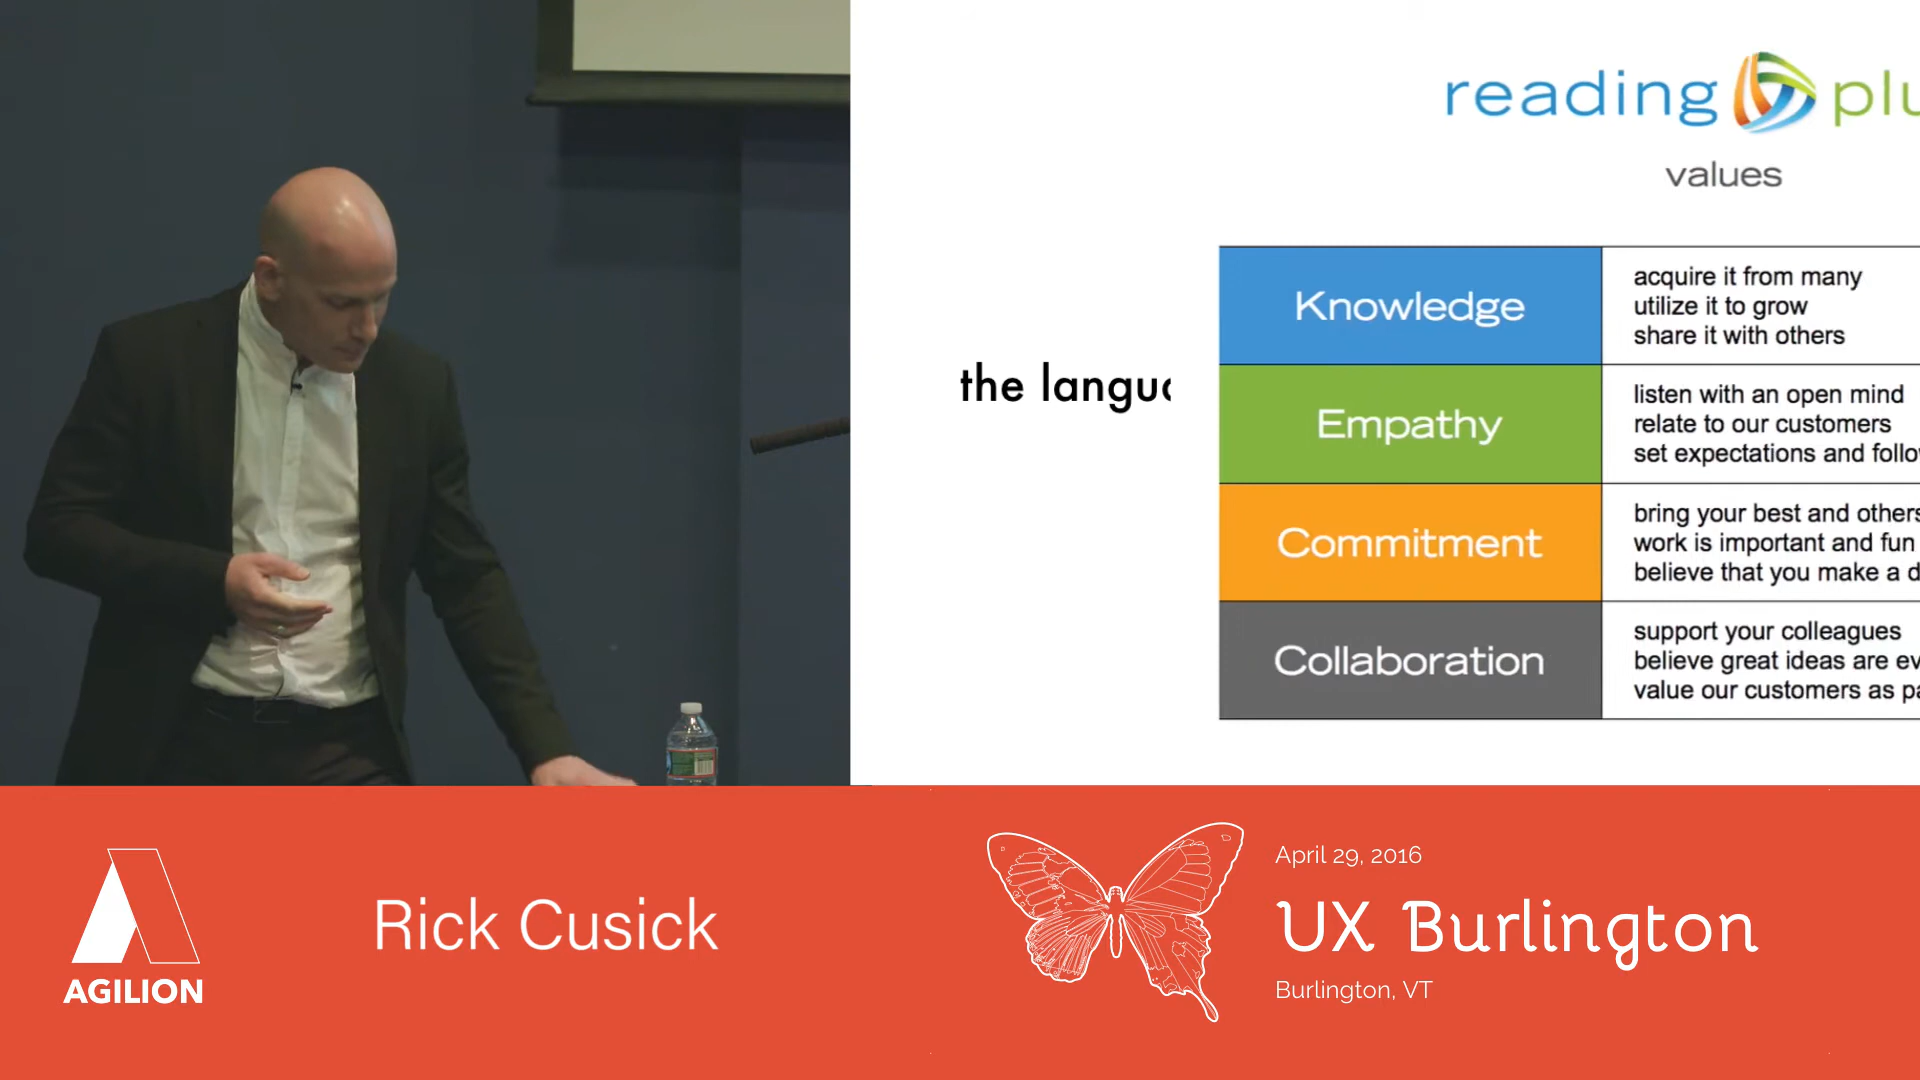 reading plu
values
the langu
Knowledge
acquire it from many
utilize it to grow
share it with others
Empathy
listen with an open mind
relate to our customers
set expectations and follo
Commitment
bring your best and others
work is important and fun
believe that you make a d
Collaboration
support your colleagues
believe great ideas are ev
value our customers as pa
AGILION
Rick Cusick
April 29, 2016
UX Burlington
Burlington, VT